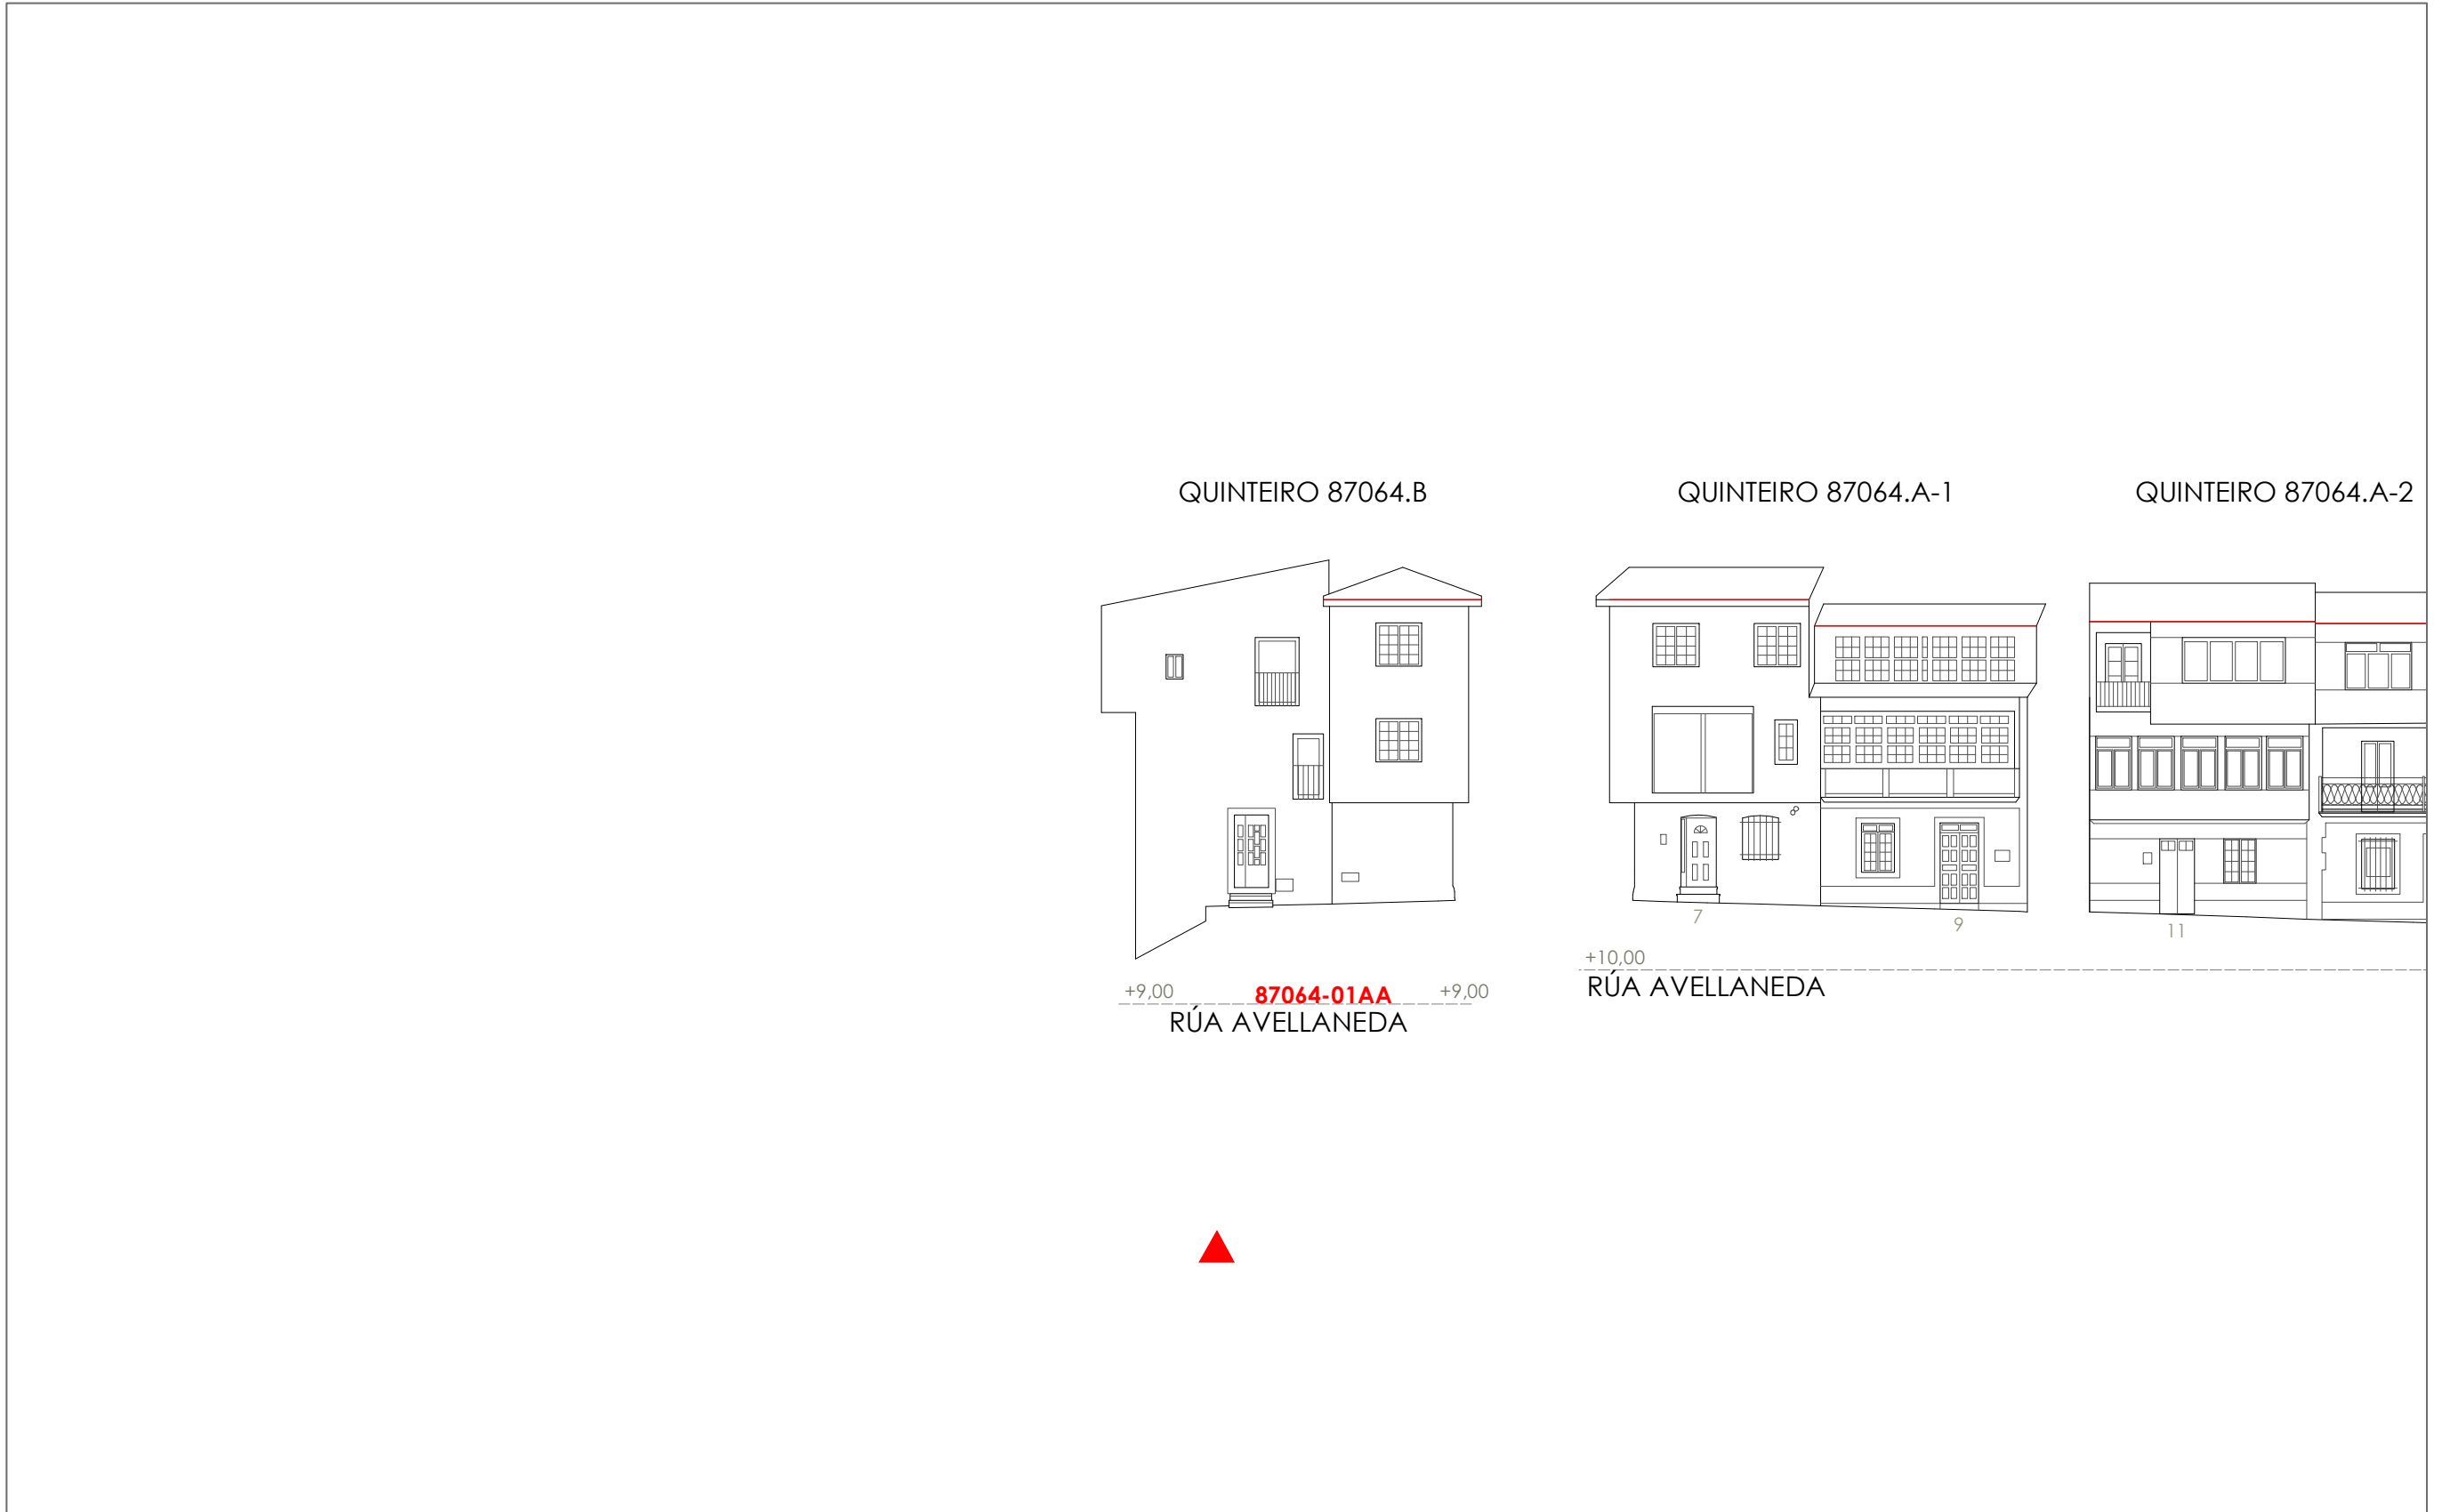 QUINTEIRO 87064.B
QUINTEIRO 87064.A-1
QUINTEIRO 87064.A-2
7
9
11
+10,00
RÚA AVELLANEDA
+9,00
87064-01AA
+9,00
RÚA AVELLANEDA